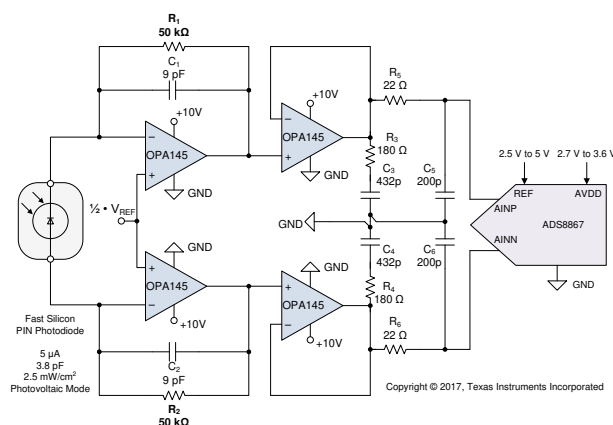 R1
50 kΩ
C1
9 pF
+10V
OPA145
GND
+10V
OPA145
GND
R5
22 Ω
R3
180 Ω
C3
432p
C5
200p
2.5 V to 5 V
2.7 V to 3.6 V
REF
AVDD
AINP
ADS8867
AINN
GND
½ • VREF
GND
C4
432p
C6
200p
GND
OPA145
+10V
GND
OPA145
+10V
R4
180 Ω
R6
22 Ω
Fast Silicon
PIN Photodiode
5 µA
3.8 pF
2.5 mW/cm²
Photovoltaic Mode
C2
9 pF
R2
50 kΩ
Copyright © 2017, Texas Instruments Incorporated